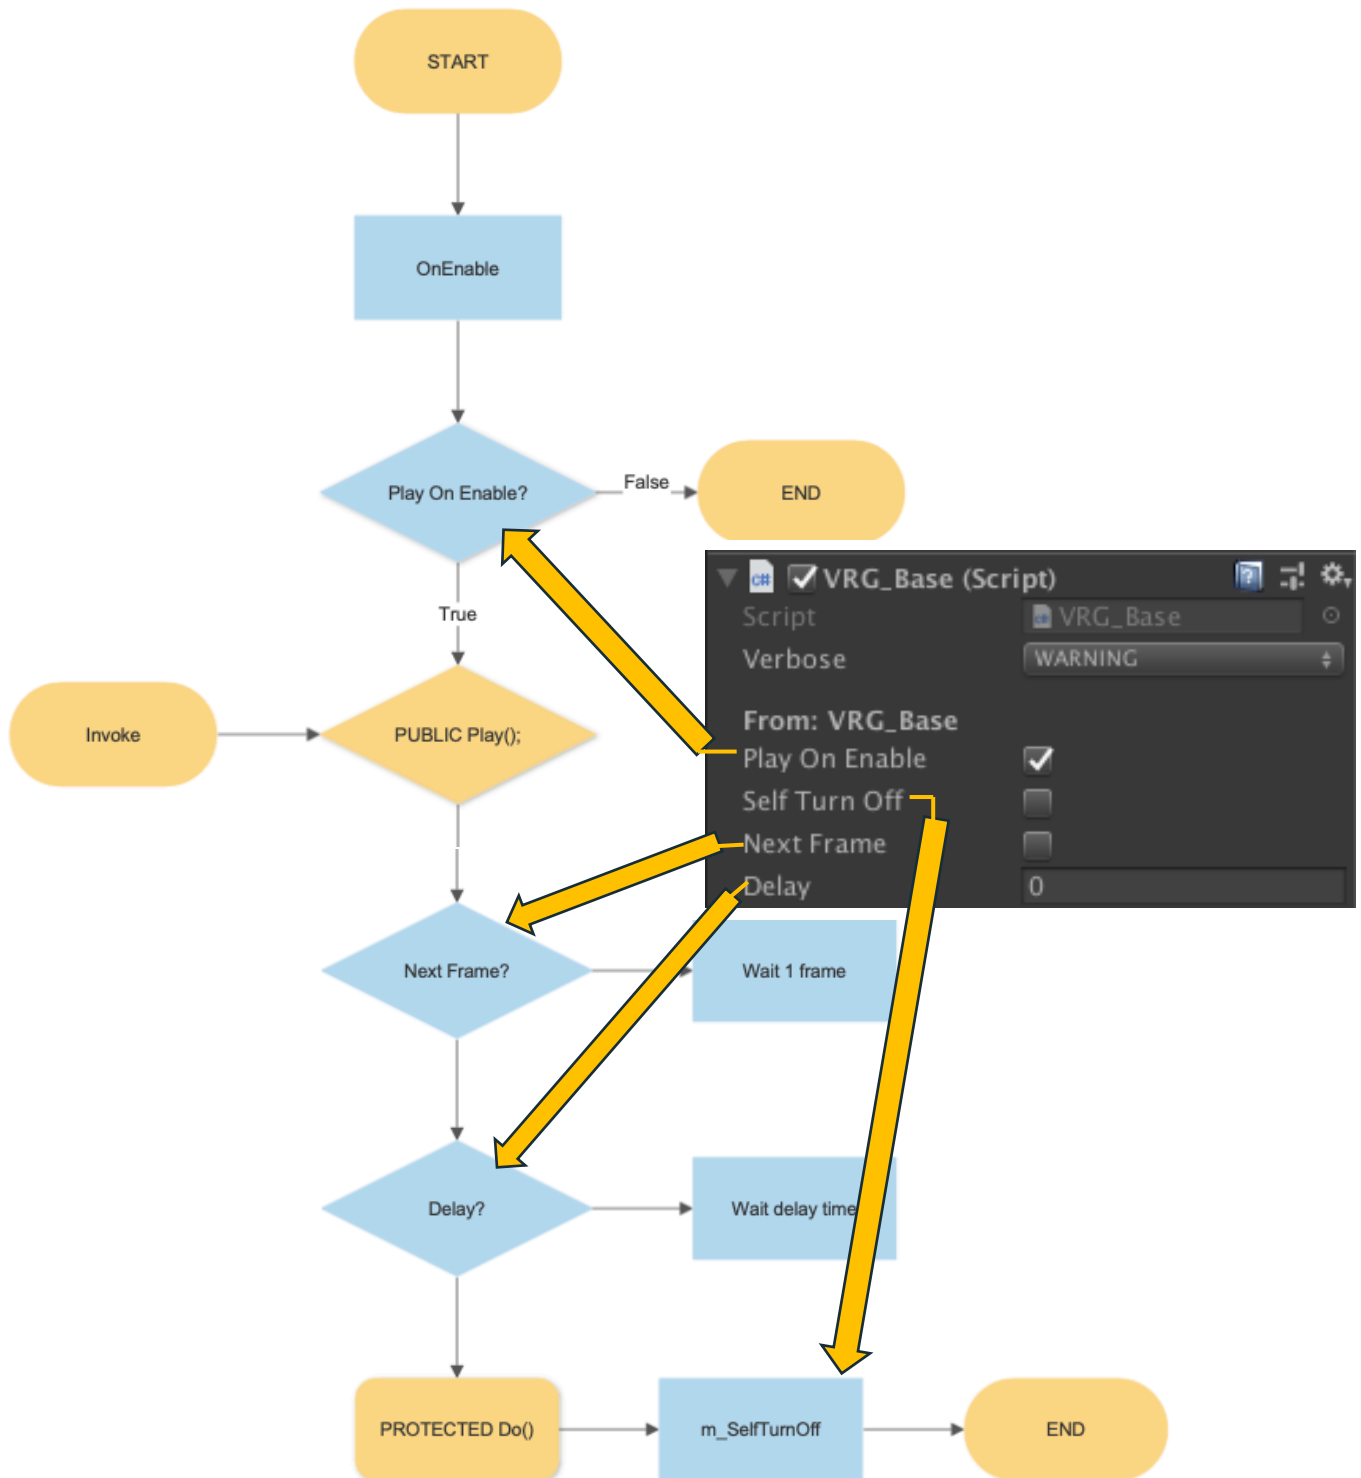 START
OnEnable
Play On Enable?
False
END
True
Invoke
PUBLIC Play();
c#
VRG_Base (Script)
?
Script
VRG_Base
Verbose
WARNING
From: VRG_Base
Play On Enable
Self Turn Off
Next Frame
Delay
0
Next Frame?
Wait 1 frame
Delay?
Wait delay time
PROTECTED Do()
m_SelfTurnOff
END